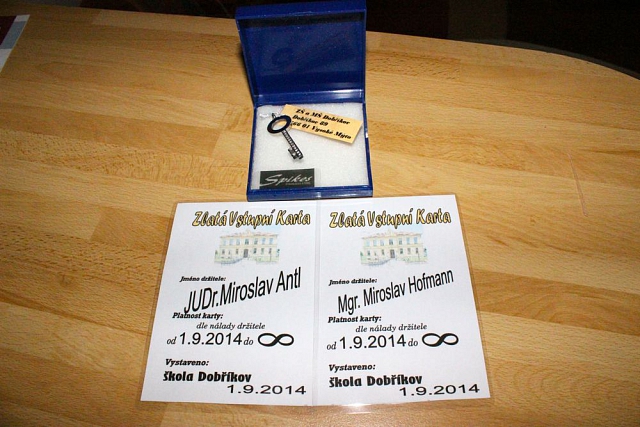 ZŠ a MŠ Dobříkov
Dobříkov 69
566 01 Vysoké Mýto
Spikes
Zlatá Vstupní Karta
Jméno držitele:
JUDr. Miroslav Antl
Platnost karty:
dle nálady držitele
od 1.9.2014 do ∞
Vystaveno:
škola Dobříkov
1.9.2014
Zlatá Vstupní Karta
Jméno držitele:
Mgr. Miroslav Hofmann
Platnost karty:
dle nálady držitele
od 1.9.2014 do ∞
Vystaveno:
škola Dobříkov
1.9.2014